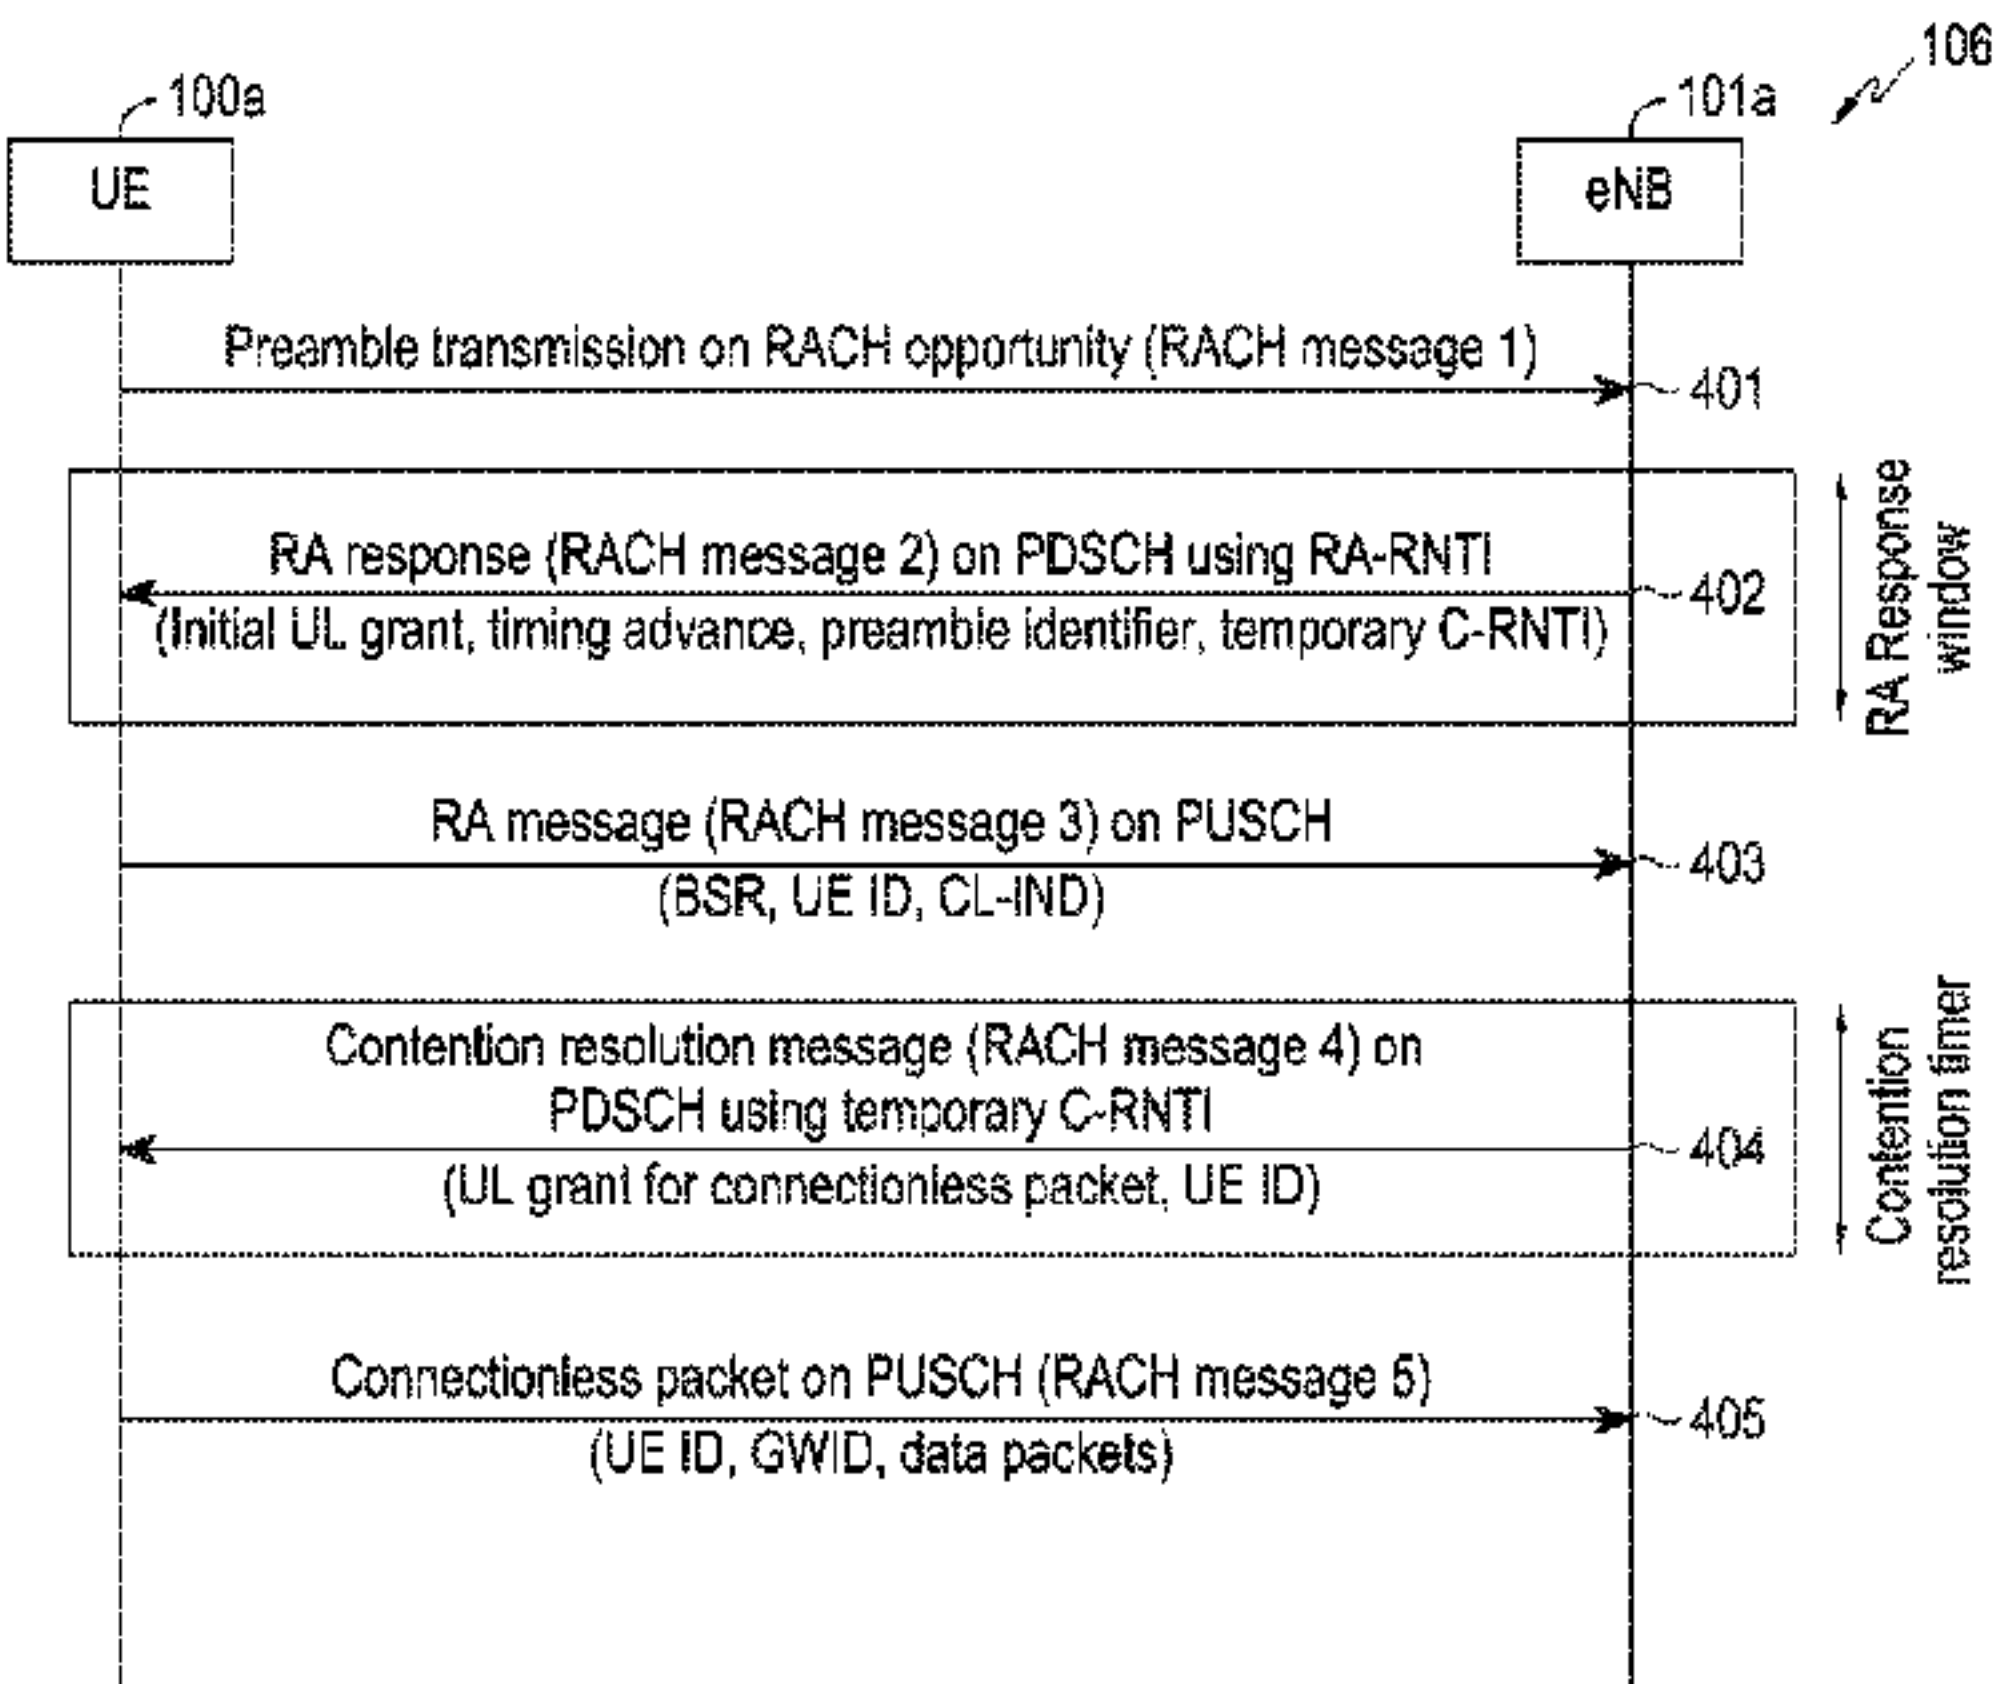 106
100a
101a
UE
eNB
Preamble transmission on RACH opportunity (RACH message 1)
401
RA response (RACH message 2) on PDSCH using RA-RNTI
402
(Initial UL grant, timing advance, preamble identifier, temporary C-RNTI)
RA Response
window
RA message (RACH message 3) on PUSCH
403
(BSR, UE ID, CL-IND)
Contention resolution message (RACH message 4) on
PDSCH using temporary C-RNTI
404
(UL grant for connectionless packet, UE ID)
Contention
resolution timer
Connectionless packet on PUSCH (RACH message 5)
405
(UE ID, GWID, data packets)